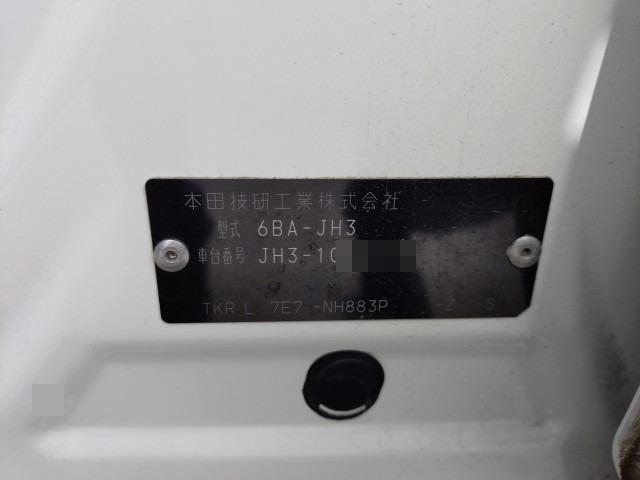 本田技研工業株式会社
型式 6BA-JH3
車台番号 JH3-10
TKR L 7E7 -NH883P -Z -S